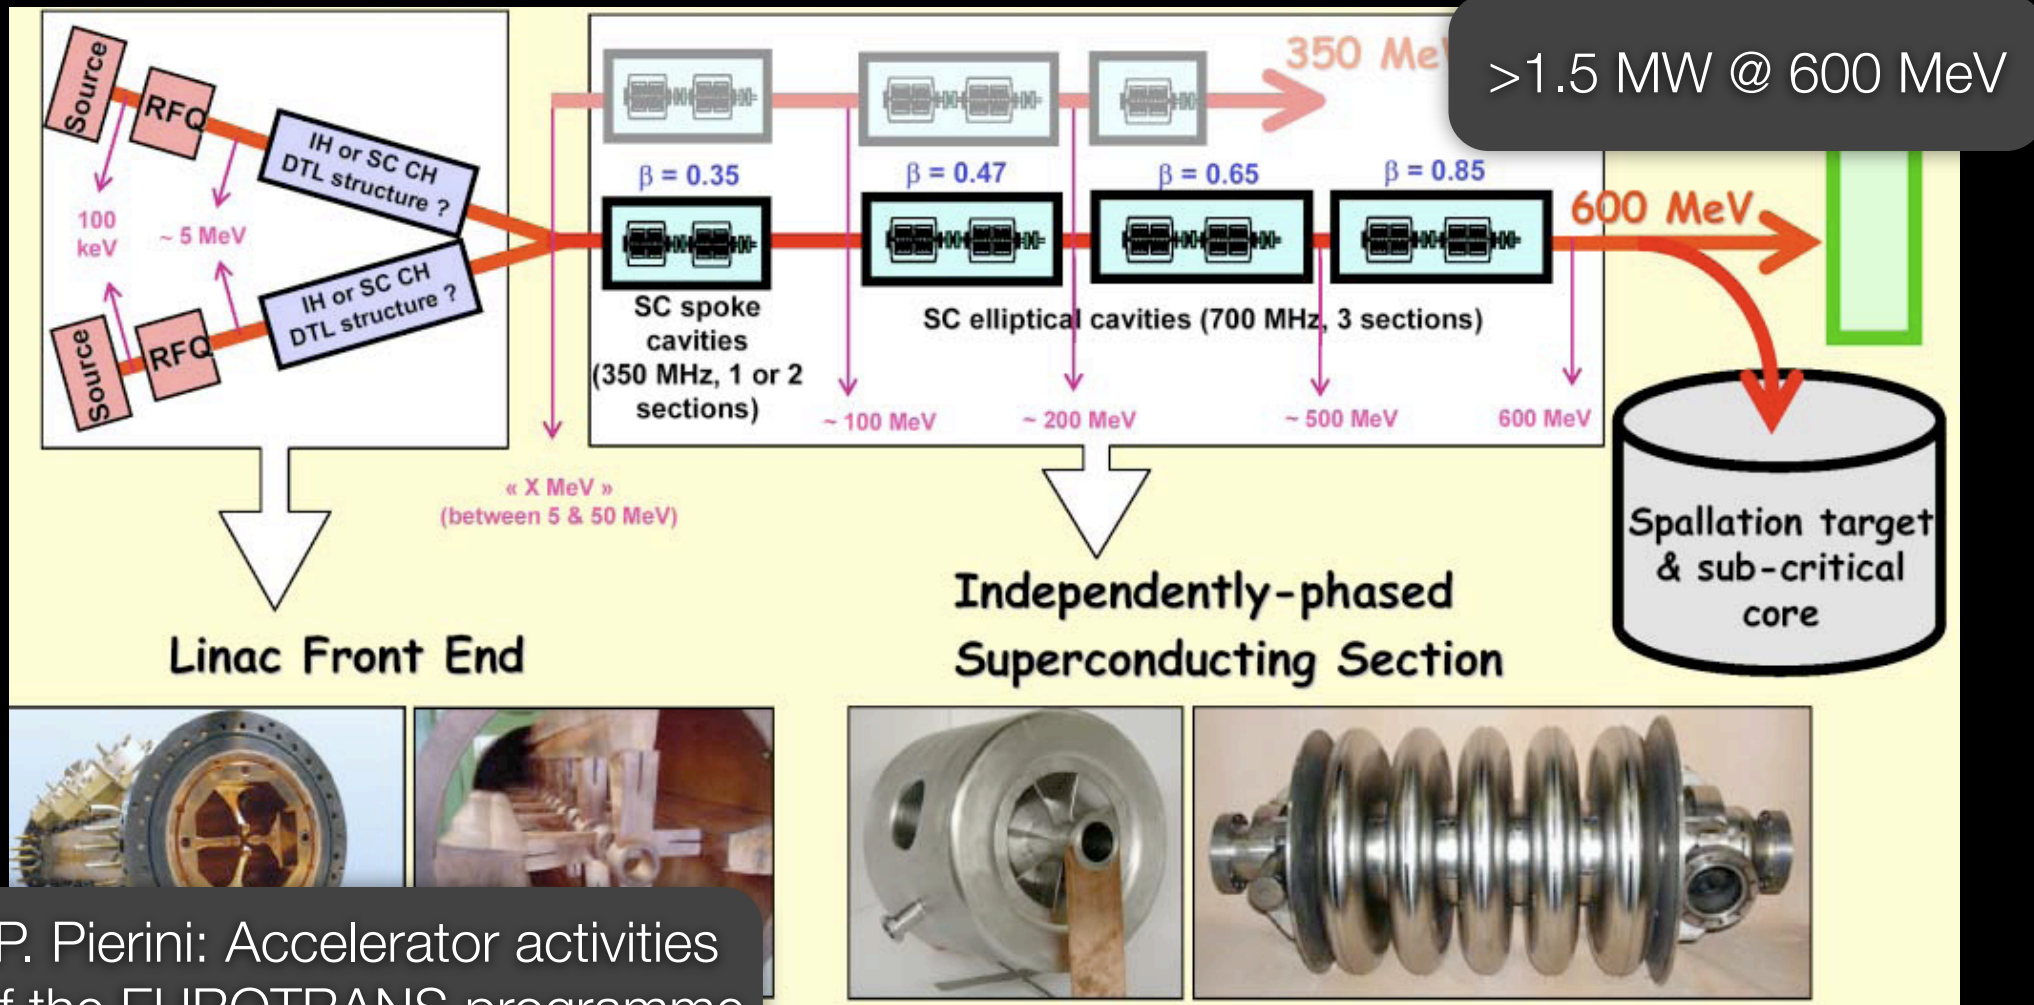 Source
RFQ
IH or SC CH
DTL structure ?
100
keV
~ 5 MeV
Source
RFQ
IH or SC CH
DTL structure ?
350 MeV
>1.5 MW @ 600 MeV
β = 0.35
β = 0.47
β = 0.65
β = 0.85
600 MeV
SC spoke
cavities
(350 MHz, 1 or 2
sections)
SC elliptical cavities (700 MHz, 3 sections)
~ 100 MeV
~ 200 MeV
~ 500 MeV
600 MeV
« X MeV »
(between 5 & 50 MeV)
Spallation target
& sub-critical
core
Linac Front End
Independently-phased
Superconducting Section
P. Pierini: Accelerator activities
of the EUROTRANS programme